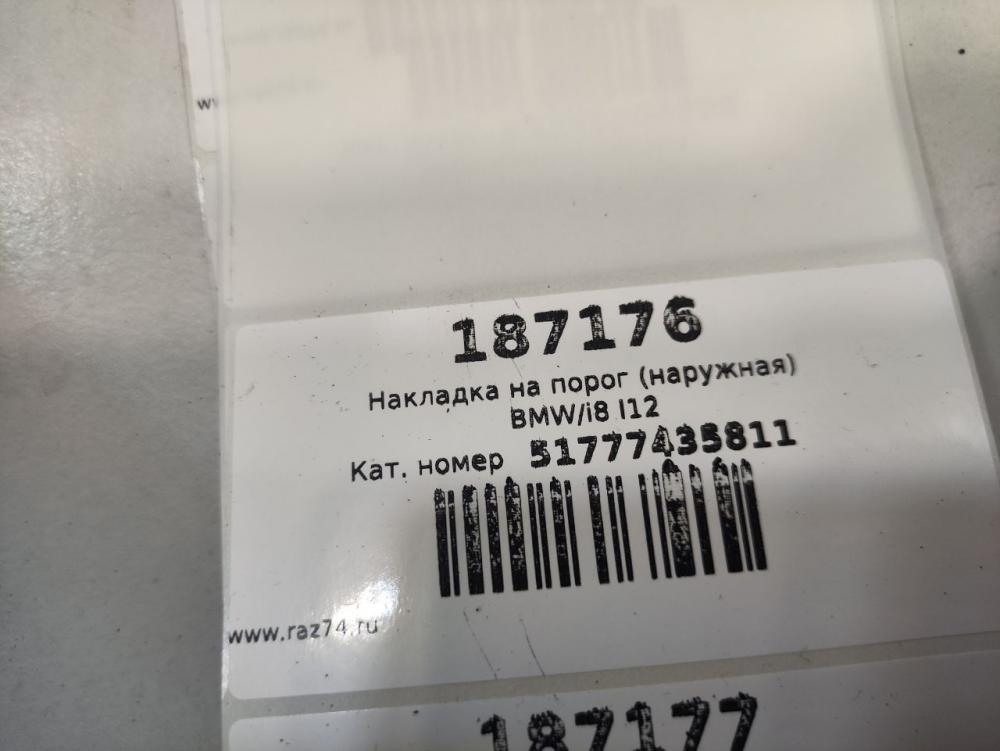 187176
Накладка на порог (наружная)
BMW/i8 I12
Кат. номер 51777435811
www.raz74.ru
187177